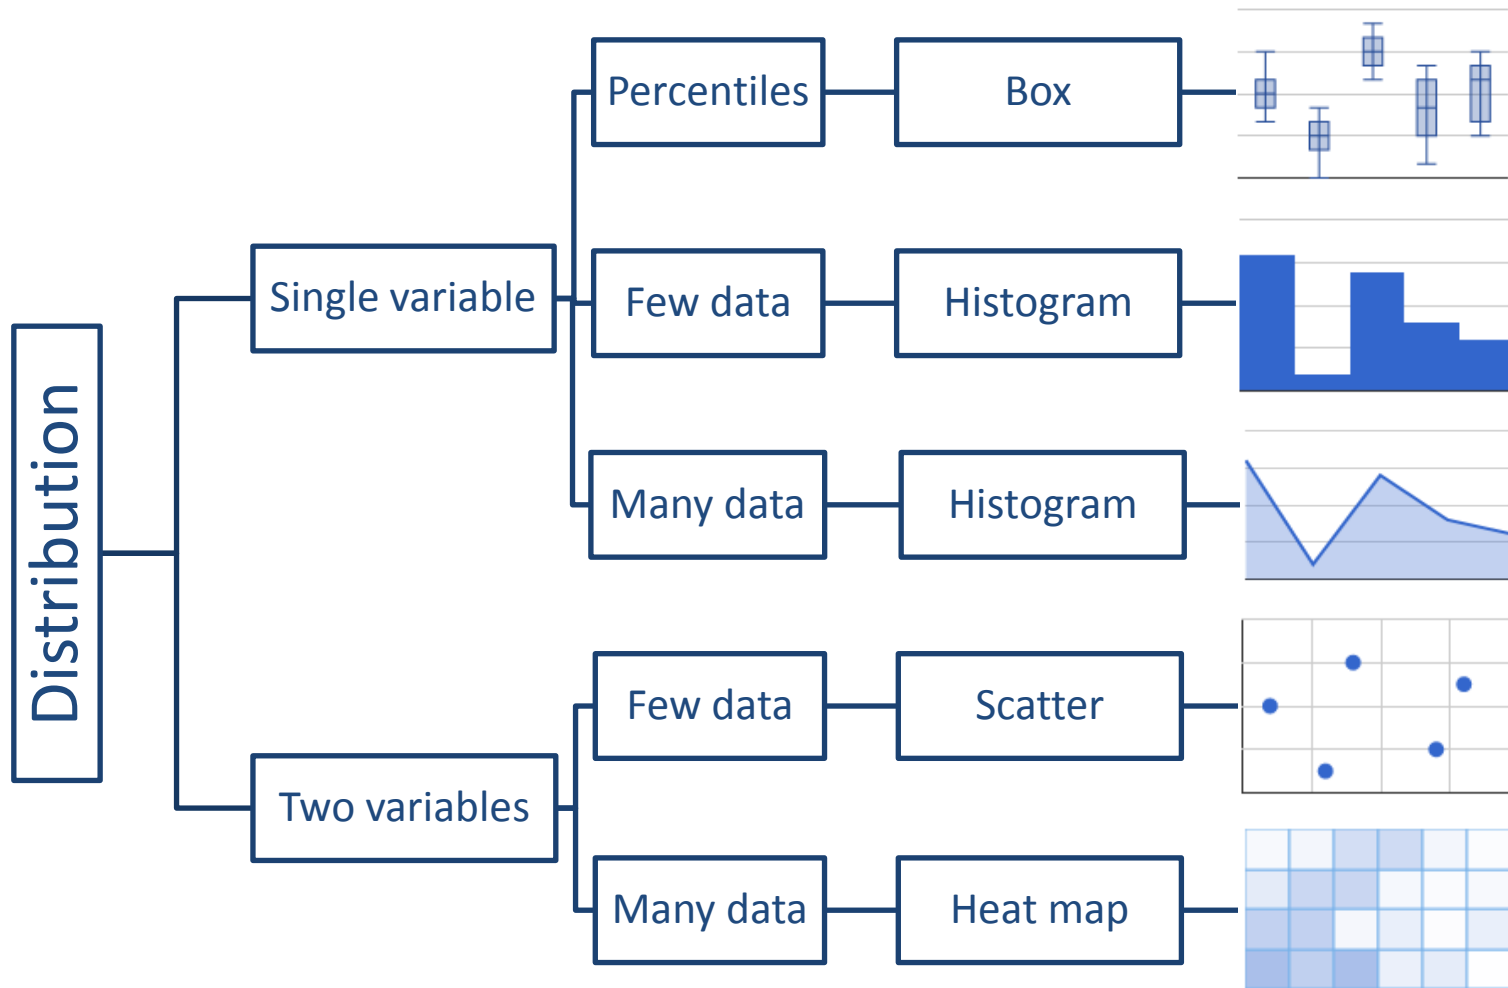 Distribution
Single variable
Percentiles
Box
Few data
Histogram
Many data
Histogram
Two variables
Few data
Scatter
Many data
Heat map